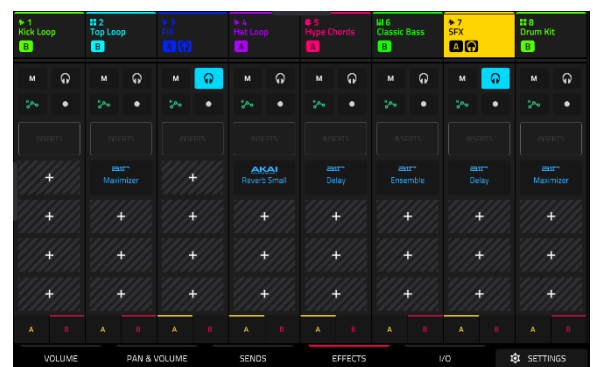 1
Kick Loop
B
2
Top Loop
B
3
FX
A
4
Hat Loop
A
5
Hype Chords
A
6
Classic Bass
B
7
SFX
A
8
Drum Kit
B
M M M M M M M M
INSERTS INSERTS INSERTS INSERTS INSERTS INSERTS INSERTS INSERTS
air
Maximizer
AKAI
Reverb Small
air
Delay
air
Ensemble
air
Delay
air
Maximizer
A B A B A B A B A B A B A B A B
VOLUME PAN & VOLUME SENDS EFFECTS I/O SETTINGS